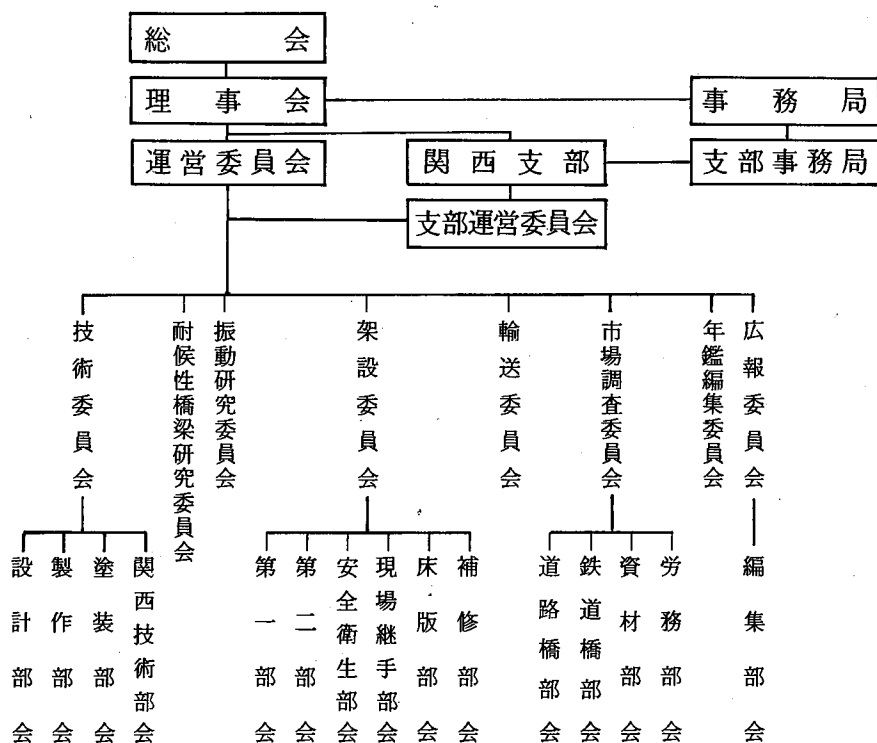 総会
理事会
事務局
運営委員会
関西支部
支部事務局
支部運営委員会
技術委員会
耐候性橋梁研究委員会
振動研究委員会
架設委員会
輸送委員会
市場調査委員会
年鑑編集委員会
広報委員会
設計部会
製作部会
塗装部会
関西技術部会
第一部会
第二部会
安全衛生部会
現場継手部会
床版部会
補修部会
道路橋部会
鉄道橋部会
資材部会
労務部会
編集部会